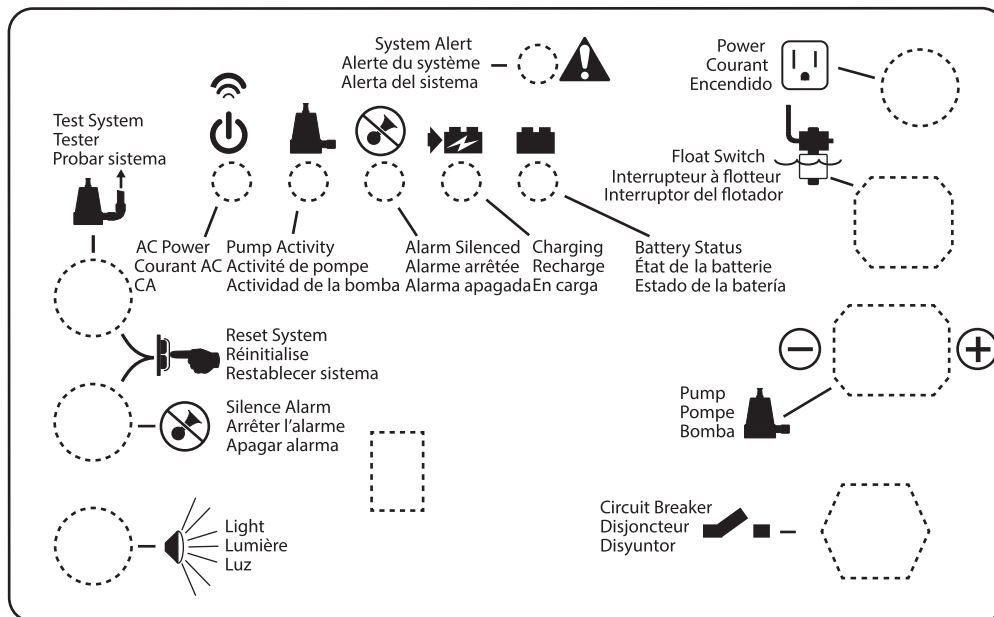 System Alert
Alerte du système
Alerta del sistema
Power
Courant
Encendido
Test System
Tester
Probar sistema
Float Switch
Interrupteur à flotteur
Interruptor del flotador
AC Power
Courant AC
CA
Pump Activity
Activité de pompe
Actividad de la bomba
Alarm Silenced
Alarme arrêtée
Alarma apagada
Charging
Recharge
En carga
Battery Status
État de la batterie
Estado de la batería
Reset System
Réinitialise
Restablecer sistema
Silence Alarm
Arrêter l'alarme
Apagar alarma
Pump
Pompe
Bomba
Light
Lumière
Luz
Circuit Breaker
Disjoncteur
Disyuntor